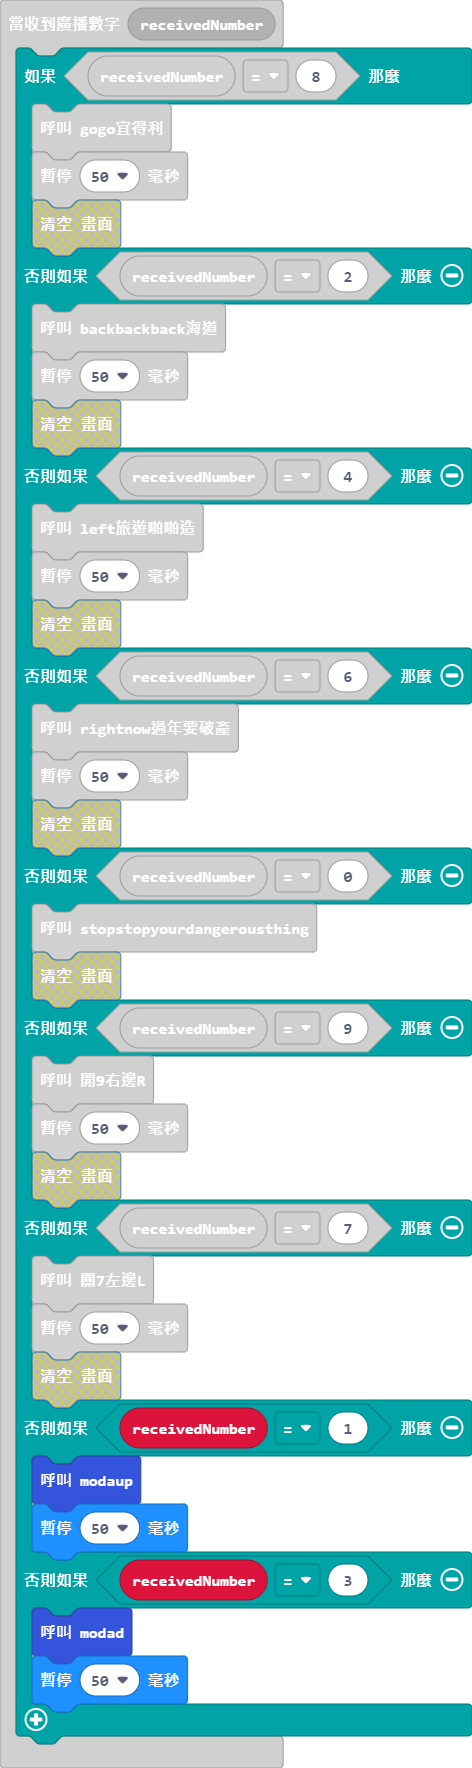 當收到廣播數字 receivedNumber
如果 receivedNumber = 8 那麼
呼叫 gogo宜得利
暫停 50 毫秒
清空 畫面
否則如果 receivedNumber = 2 那麼
呼叫 backbackback海道
暫停 50 毫秒
清空 畫面
否則如果 receivedNumber = 4 那麼
呼叫 left旅遊啪啪造
暫停 50 毫秒
清空 畫面
否則如果 receivedNumber = 6 那麼
呼叫 rightnow過年要破產
暫停 50 毫秒
清空 畫面
否則如果 receivedNumber = 0 那麼
呼叫 stopstopyourdangerousthing
清空 畫面
否則如果 receivedNumber = 9 那麼
呼叫 開9右邊R
暫停 50 毫秒
清空 畫面
否則如果 receivedNumber = 7 那麼
呼叫 關7左邊L
暫停 50 毫秒
清空 畫面
否則如果 receivedNumber = 1 那麼
呼叫 modaup
暫停 50 毫秒
否則如果 receivedNumber = 3 那麼
呼叫 modad
暫停 50 毫秒